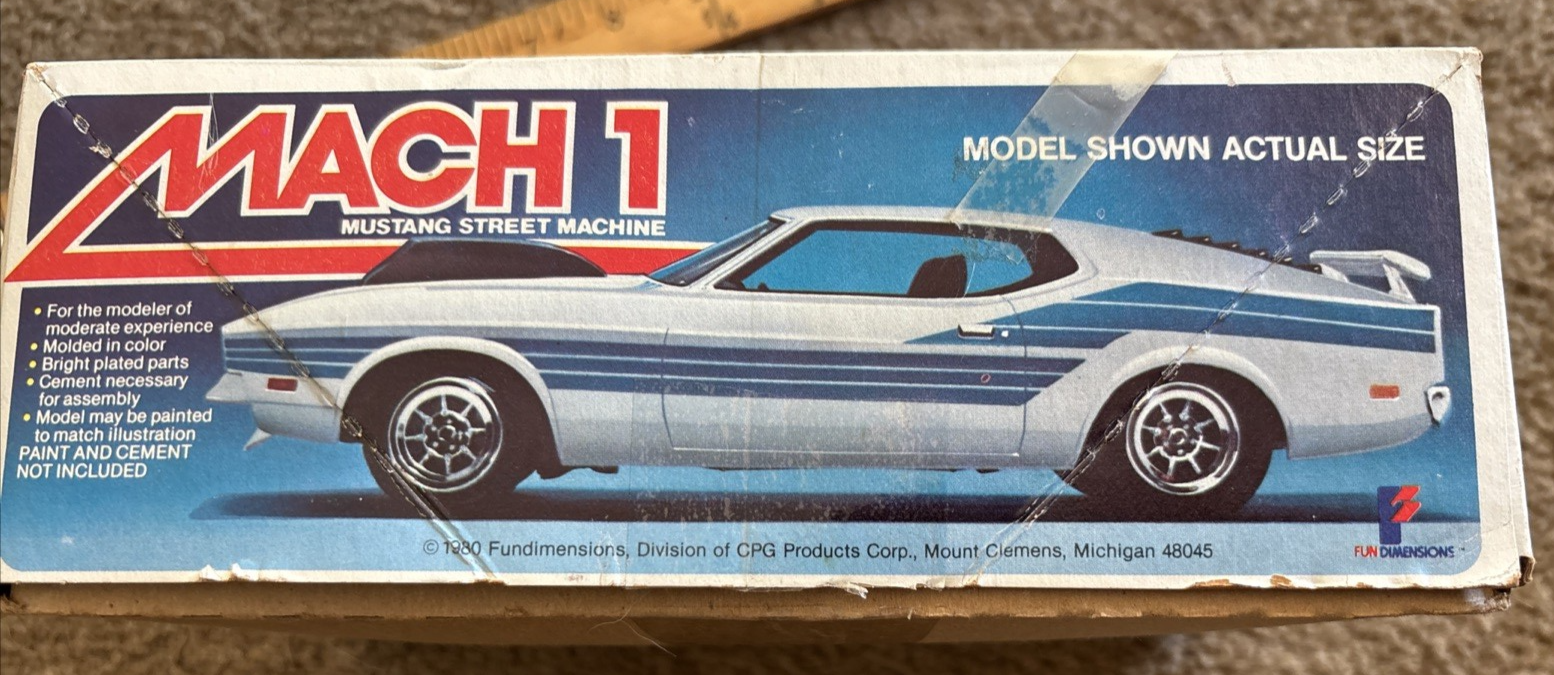 MACH 1
MUSTANG STREET MACHINE
MODEL SHOWN ACTUAL SIZE
• For the modeler of
moderate experience
• Molded in color
• Bright plated parts
• Cement necessary
for assembly
• Model may be painted
to match illustration
PAINT AND CEMENT
NOT INCLUDED
© 1980 Fundimensions, Division of CPG Products Corp., Mount Clemens, Michigan 48045
FUNDIMENSIONS™